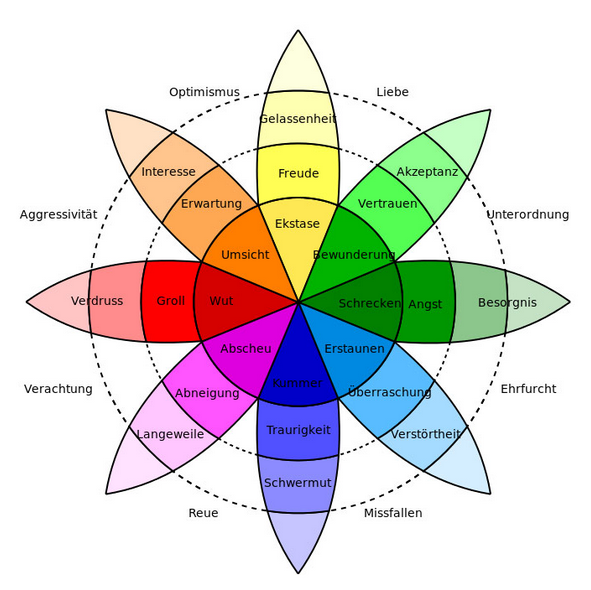 Optimismus
Liebe
Gelassenheit
Interesse
Freude
Akzeptanz
Erwartung
Vertrauen
Aggressivität
Ekstase
Unterordnung
Umsicht
Bewunderung
Verdruss
Groll
Wut
Schrecken
Angst
Besorgnis
Abscheu
Erstaunen
Verachtung
Kummer
Ehrfurcht
Abneigung
Überraschung
Langeweile
Traurigkeit
Verstörtheit
Schwermut
Reue
Missfallen